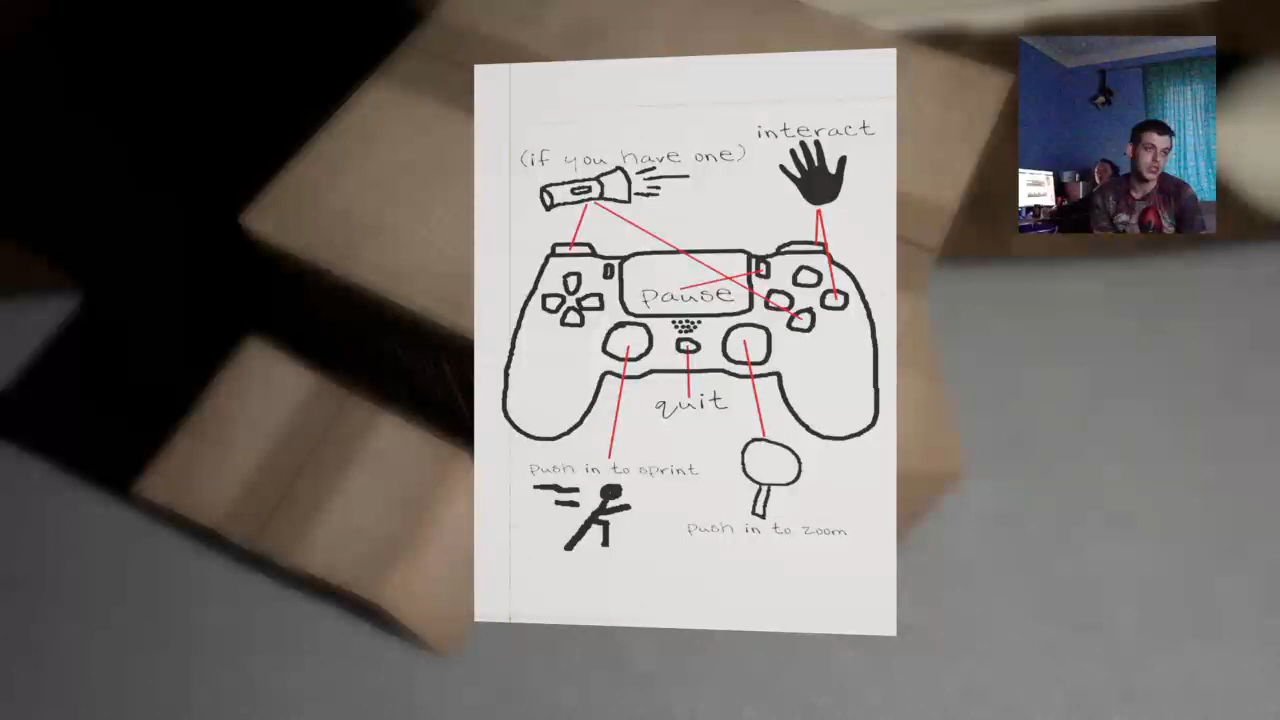 interact
(if you have one)
pause
quit
push in to sprint
push in to zoom